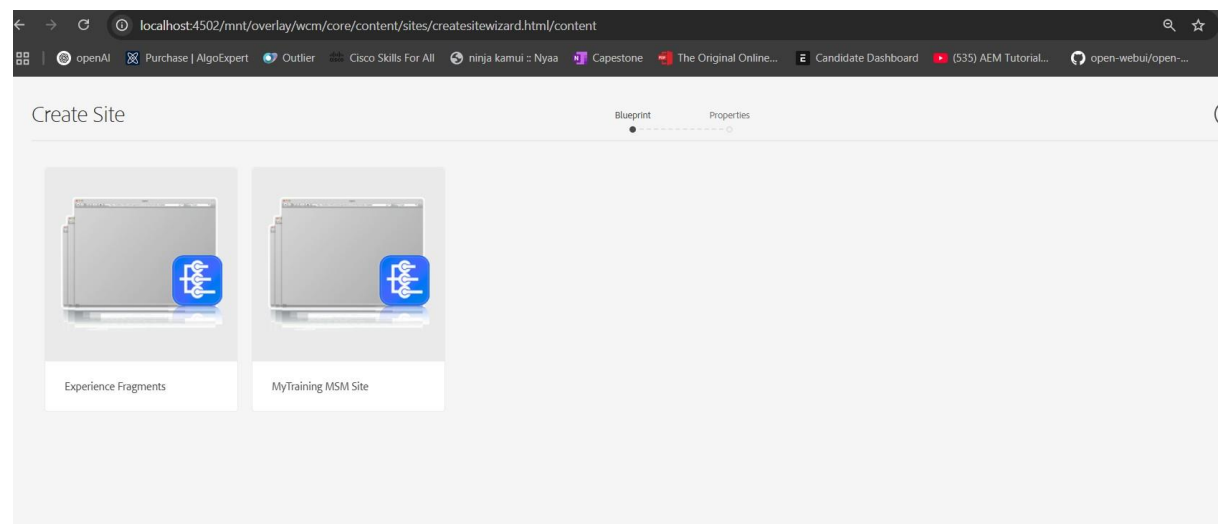 localhost:4502/mnt/overlay/wcm/core/content/sites/createsitewizard.html/content
openAI Purchase | AlgoExpert Outlier Cisco Skills For All ninja kamui :: Nyaa Capestone The Original Online... Candidate Dashboard (535) AEM Tutorial... open-webui/open-...
Create Site
Blueprint Properties
Experience Fragments MyTraining MSM Site